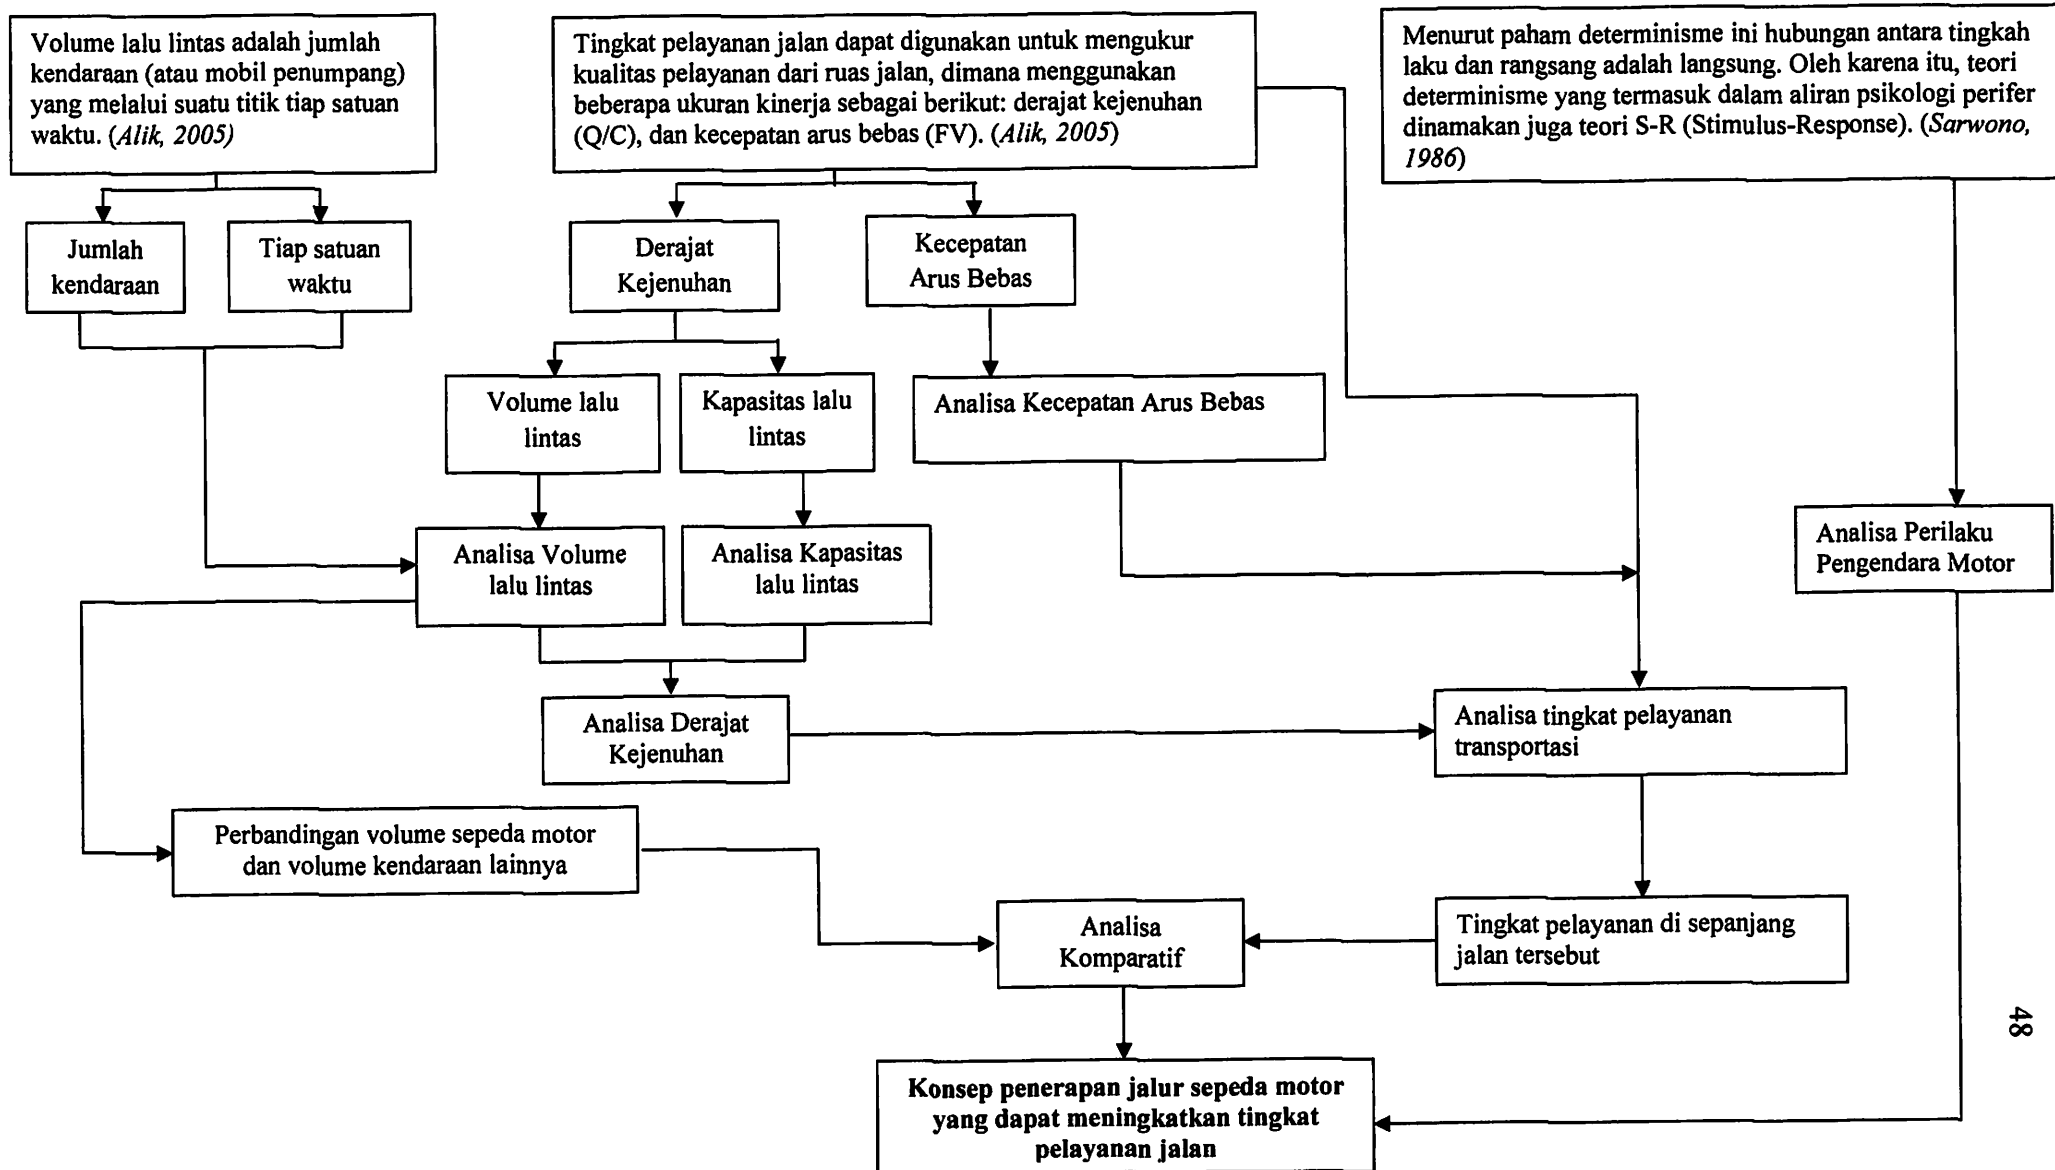 Volume lalu lintas adalah jumlah
kendaraan (atau mobil penumpang)
yang melalui suatu titik tiap satuan
waktu. (Alik, 2005)
Tingkat pelayanan jalan dapat digunakan untuk mengukur
kualitas pelayanan dari ruas jalan, dimana menggunakan
beberapa ukuran kinerja sebagai berikut: derajat kejenuhan
(Q/C), dan kecepatan arus bebas (FV). (Alik, 2005)
Menurut paham determinisme ini hubungan antara tingkah
laku dan rangsang adalah langsung. Oleh karena itu, teori
determinisme yang termasuk dalam aliran psikologi perifer
dinamakan juga teori S-R (Stimulus-Response). (Sarwono,
1986)
Jumlah
kendaraan
Tiap satuan
waktu
Derajat
Kejenuhan
Kecepatan
Arus Bebas
Volume lalu
lintas
Kapasitas lalu
lintas
Analisa Kecepatan Arus Bebas
Analisa Volume
lalu lintas
Analisa Kapasitas
lalu lintas
Analisa Perilaku
Pengendara Motor
Analisa Derajat
Kejenuhan
Analisa tingkat pelayanan
transportasi
Perbandingan volume sepeda motor
dan volume kendaraan lainnya
Analisa
Komparatif
Tingkat pelayanan di sepanjang
jalan tersebut
Konsep penerapan jalur sepeda motor
yang dapat meningkatkan tingkat
pelayanan jalan
48